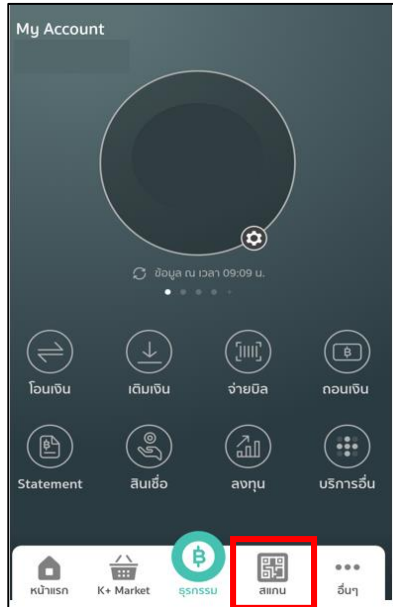 My Account
ข้อมูล ณ เวลา 09:09 น.
โอนเงิน เติมเงิน จ่ายบิล ถอนเงิน
Statement สินเชื่อ ลงทุน บริการอื่น
หน้าแรก K+ Market ธุรกรรม สแกน อื่นๆ